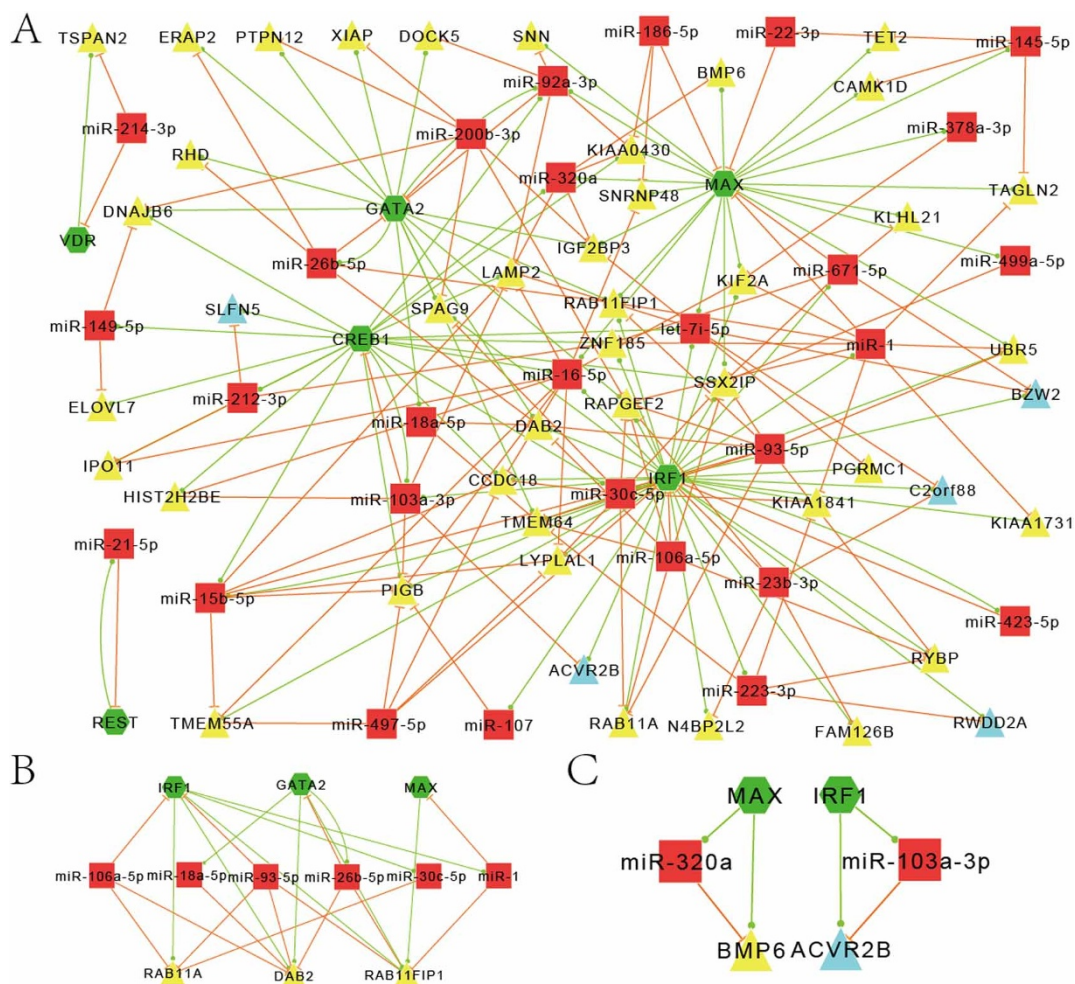 A
TSPAN2 ERAP2 PTPN12 XIAP DOCK5 SNN miR-186-5p miR-22-3p TET2 miR-145-5p
miR-92a-3p BMP6 CAMK1D
miR-214-3p miR-200b-3p miR-378a-3p
RHD KIAA0430
miR-320a MAX
DNAJB6 GATA2 SNRNP48 TAGLN2
VDR KLHL21
miR-26b-5p IGF2BP3 miR-671-5p miR-499a-5p
LAMP2 KIF2A
SLFN5 SPAG9 RAB11FIP1
miR-149-5p CREB1 let-7i-5p miR-1
ZNF185 UBR5
miR-16-5p SSX2IP
ELOVL7 miR-212-3p RAPGEF2 BZW2
miR-18a-5p DAB2
IPO11 miR-93-5p
CCDC18 IRF1 PGRMC1 C2orf88
HIST2H2BE miR-103a-3p miR-30c-5p KIAA1841
TMEM64 KIAA1731
miR-21-5p LYPLAL1 miR-106a-5p
miR-15b-5p PIGB miR-23b-3p
miR-423-5p
ACVR2B RYBP
miR-223-3p
REST TMEM55A miR-497-5p miR-107 RAB11A N4BP2L2 FAM126B RWDD2A
B
IRF1 GATA2 MAX
miR-106a-5p miR-18a-5p miR-93-5p miR-26b-5p miR-30c-5p miR-1
RAB11A DAB2 RAB11FIP1
C
MAX IRF1
miR-320a miR-103a-3p
BMP6 ACVR2B